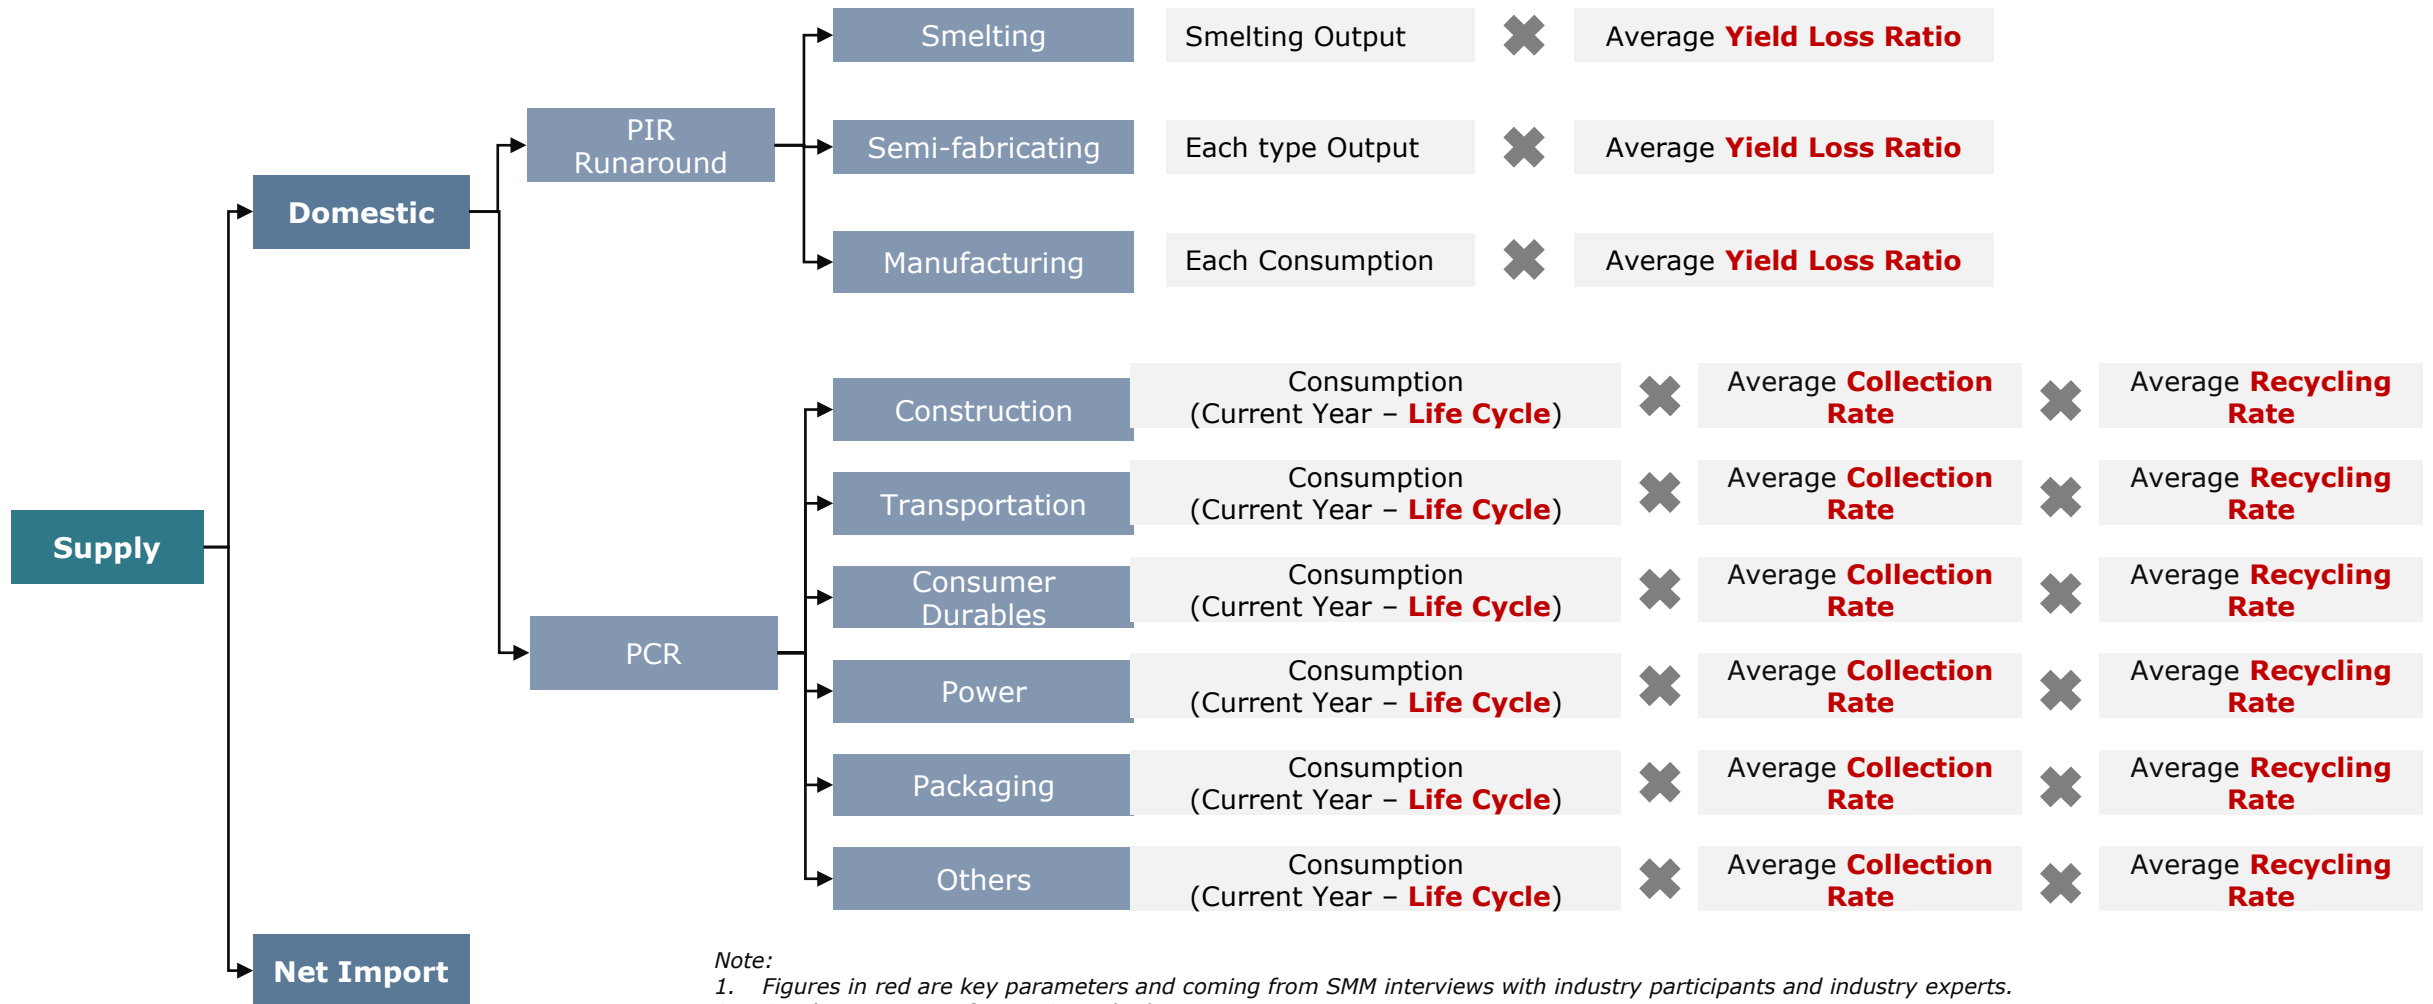 Smelting
Smelting Output
Average Yield Loss Ratio
PIR
Runaround
Semi-fabricating
Each type Output
Average Yield Loss Ratio
Domestic
Manufacturing
Each Consumption
Average Yield Loss Ratio
Construction
Consumption
(Current Year – Life Cycle)
Average Collection
Rate
Average Recycling
Rate
Transportation
Consumption
(Current Year – Life Cycle)
Average Collection
Rate
Average Recycling
Rate
Supply
Consumer
Durables
Consumption
(Current Year – Life Cycle)
Average Collection
Rate
Average Recycling
Rate
PCR
Power
Consumption
(Current Year – Life Cycle)
Average Collection
Rate
Average Recycling
Rate
Packaging
Consumption
(Current Year – Life Cycle)
Average Collection
Rate
Average Recycling
Rate
Others
Consumption
(Current Year – Life Cycle)
Average Collection
Rate
Average Recycling
Rate
Net Import
Note:
1. Figures in red are key parameters and coming from SMM interviews with industry participants and industry experts.